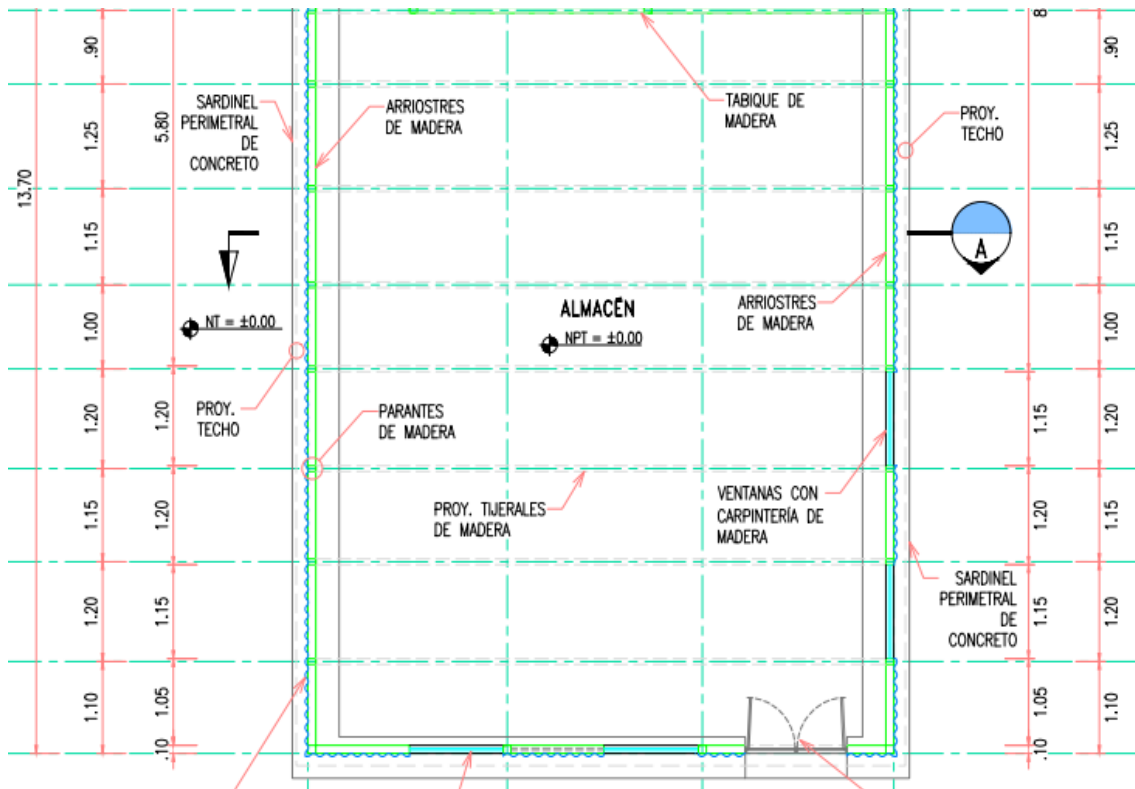 8
.90
.90
SARDINEL
PERIMETRAL
DE
CONCRETO
ARRIOSTRES
DE MADERA
TABIQUE DE
MADERA
PROY.
TECHO
5.80
1.25
1.25
13.70
1.15
1.15
A
ALMACÉN
NPT = ±0.00
NT = ±0.00
ARRIOSTRES
DE MADERA
1.00
1.00
PROY.
TECHO
PARANTES
DE MADERA
1.20
1.20
1.15
1.20
PROY. TIJERALES
DE MADERA
VENTANAS CON
CARPINTERÍA DE
MADERA
1.15
1.20
1.20
1.15
SARDINEL
PERIMETRAL
DE
CONCRETO
1.20
1.15
1.15
1.20
1.10
1.05
1.05
1.10
.10
.10